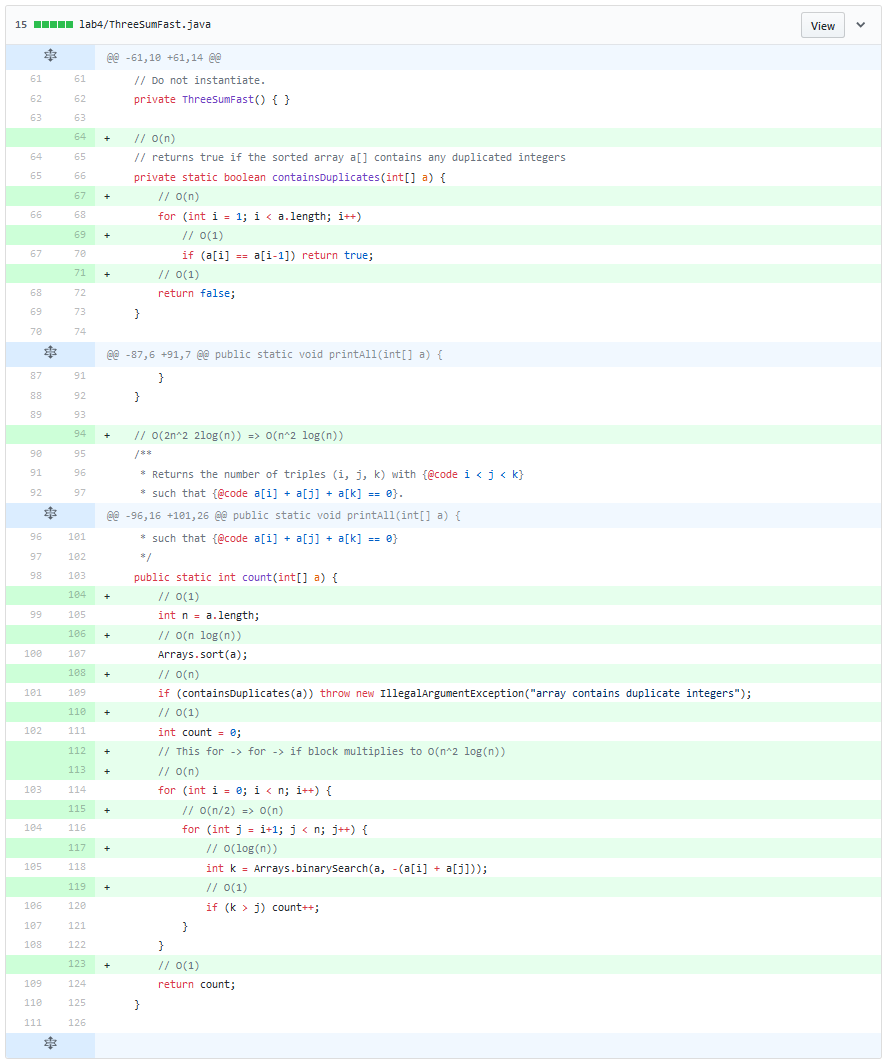 15 lab4/ThreeSumFast.java View
@@ -61,10 +61,14 @@
61 61 // Do not instantiate.
62 62 private ThreeSumFast() { }
63 63
64 + // O(n)
64 65 // returns true if the sorted array a[] contains any duplicated integers
65 66 private static boolean containsDuplicates(int[] a) {
67 + // O(n)
66 68 for (int i = 1; i < a.length; i++)
69 + // O(1)
67 70 if (a[i] == a[i-1]) return true;
71 + // O(1)
68 72 return false;
69 73 }
70 74
@@ -87,6 +91,7 @@ public static void printAll(int[] a) {
87 91 }
88 92 }
89 93
94 + // O(2n^2 2log(n)) => O(n^2 log(n))
90 95 /**
91 96 * Returns the number of triples (i, j, k) with {@code i < j < k}
92 97 * such that {@code a[i] + a[j] + a[k] == 0}.
@@ -96,16 +101,26 @@ public static void printAll(int[] a) {
96 101 * such that {@code a[i] + a[j] + a[k] == 0}
97 102 */
98 103 public static int count(int[] a) {
104 + // O(1)
99 105 int n = a.length;
106 + // O(n log(n))
100 107 Arrays.sort(a);
108 + // O(n)
101 109 if (containsDuplicates(a)) throw new IllegalArgumentException("array contains duplicate integers");
110 + // O(1)
102 111 int count = 0;
112 + // This for -> for -> if block multiplies to O(n^2 log(n))
113 + // O(n)
103 114 for (int i = 0; i < n; i++) {
115 + // O(n/2) => O(n)
104 116 for (int j = i+1; j < n; j++) {
117 + // O(log(n))
105 118 int k = Arrays.binarySearch(a, -(a[i] + a[j]));
119 + // O(1)
106 120 if (k > j) count++;
107 121 }
108 122 }
123 + // O(1)
109 124 return count;
110 125 }
111 126